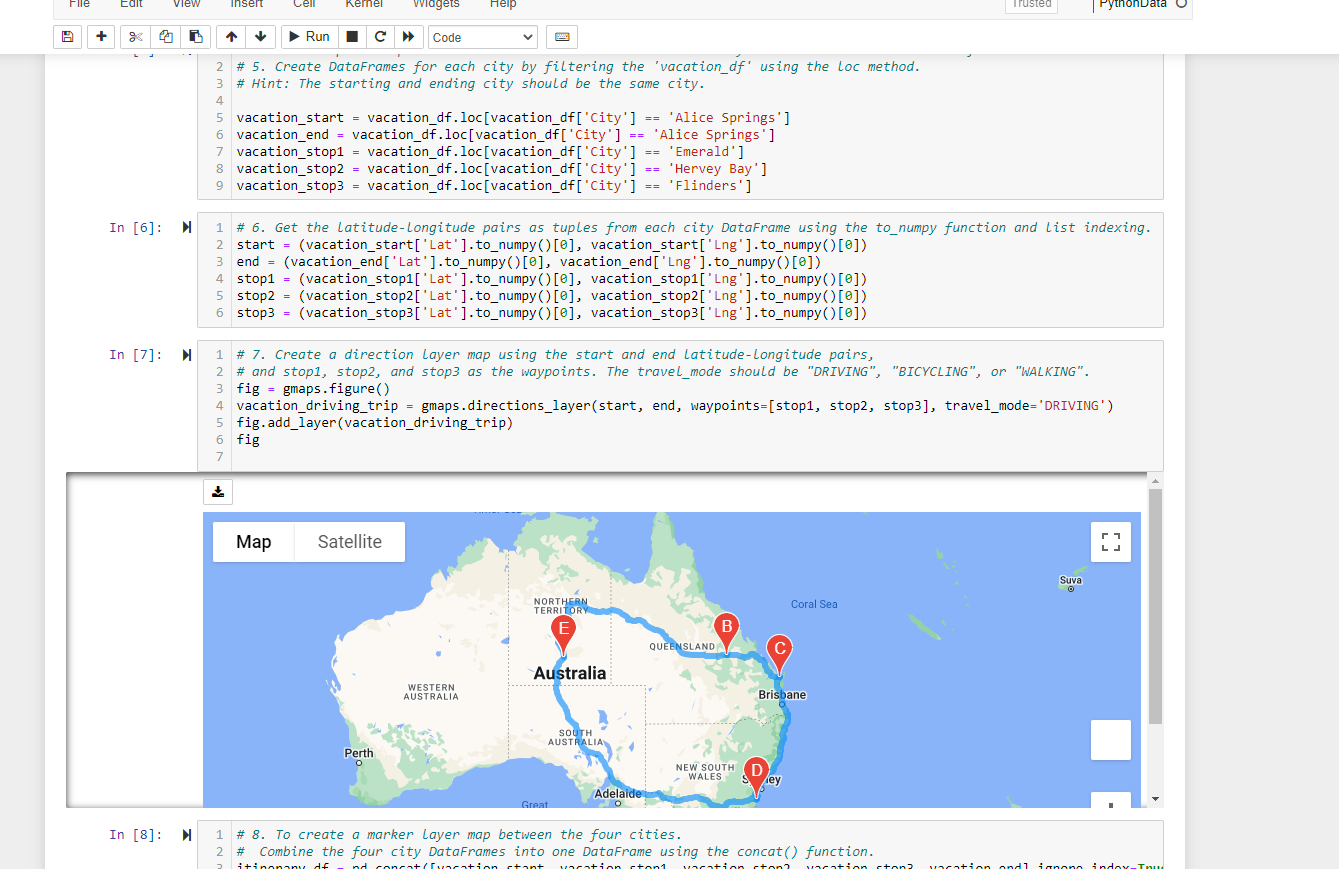 File Edit View Insert Cell Kernel Widgets Help Trusted PythonData
Run Code
2 # 5. Create DataFrames for each city by filtering the 'vacation_df' using the loc method.
3 # Hint: The starting and ending city should be the same city.
4
5 vacation_start = vacation_df.loc[vacation_df['City'] == 'Alice Springs']
6 vacation_end = vacation_df.loc[vacation_df['City'] == 'Alice Springs']
7 vacation_stop1 = vacation_df.loc[vacation_df['City'] == 'Emerald']
8 vacation_stop2 = vacation_df.loc[vacation_df['City'] == 'Hervey Bay']
9 vacation_stop3 = vacation_df.loc[vacation_df['City'] == 'Flinders']
In [6]: 1 # 6. Get the latitude-longitude pairs as tuples from each city DataFrame using the to_numpy function and list indexing.
2 start = (vacation_start['Lat'].to_numpy()[0], vacation_start['Lng'].to_numpy()[0])
3 end = (vacation_end['Lat'].to_numpy()[0], vacation_end['Lng'].to_numpy()[0])
4 stop1 = (vacation_stop1['Lat'].to_numpy()[0], vacation_stop1['Lng'].to_numpy()[0])
5 stop2 = (vacation_stop2['Lat'].to_numpy()[0], vacation_stop2['Lng'].to_numpy()[0])
6 stop3 = (vacation_stop3['Lat'].to_numpy()[0], vacation_stop3['Lng'].to_numpy()[0])
In [7]: 1 # 7. Create a direction layer map using the start and end latitude-longitude pairs,
2 # and stop1, stop2, and stop3 as the waypoints. The travel_mode should be "DRIVING", "BICYCLING", or "WALKING".
3 fig = gmaps.figure()
4 vacation_driving_trip = gmaps.directions_layer(start, end, waypoints=[stop1, stop2, stop3], travel_mode='DRIVING')
5 fig.add_layer(vacation_driving_trip)
6 fig
7
Map Satellite
Suva
NORTHERN
TERRITORY
Coral Sea
E
B
QUEENSLAND
C
Australia
WESTERN
AUSTRALIA
Brisbane
SOUTH
AUSTRALIA
Perth
NEW SOUTH
WALES
D
Adelaide
Great
In [8]: 1 # 8. To create a marker layer map between the four cities.
2 #  Combine the four city DataFrames into one DataFrame using the concat() function.
3 itinerary_df = pd.concat([vacation_start, vacation_stop1, vacation_stop2, vacation_stop3, vacation_end],ignore_index=True